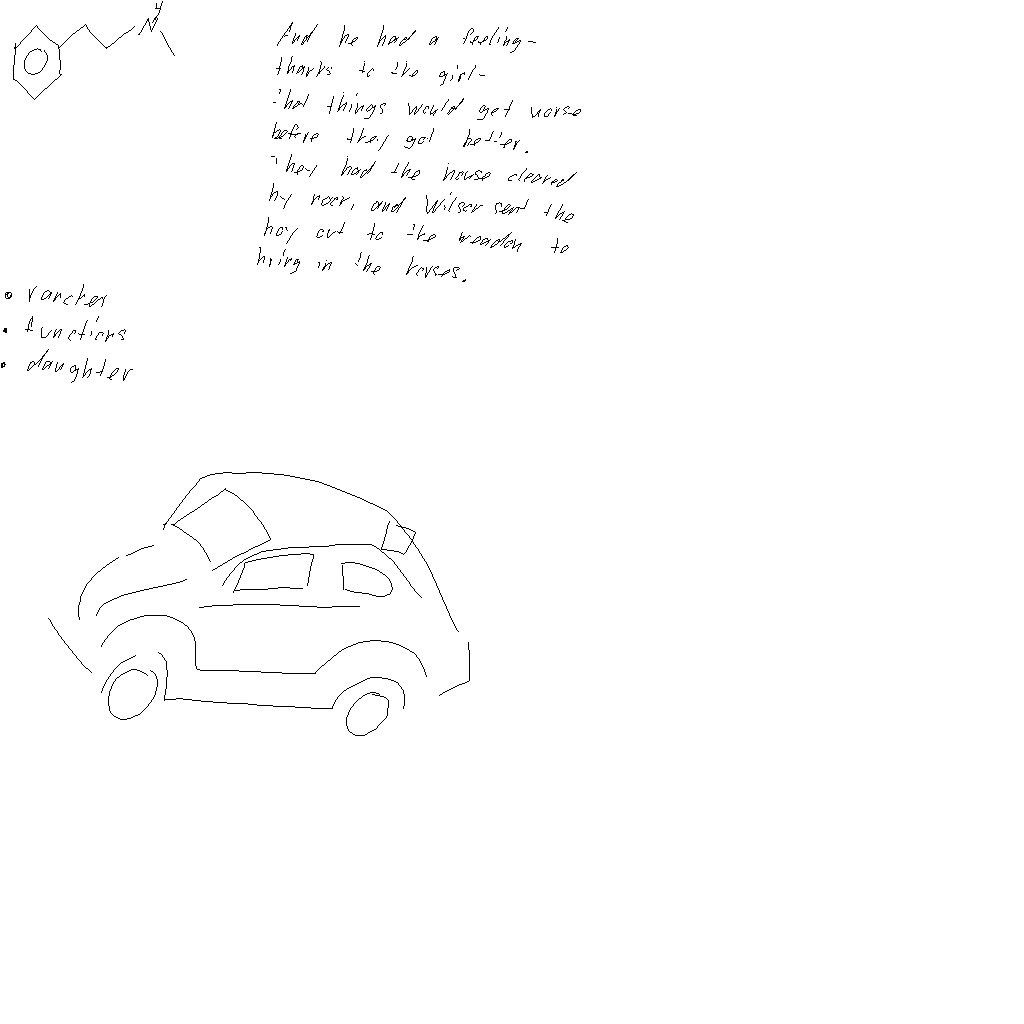 And he had a feeling-
thanks to the girl-
that things would get worse
before they got better.
They had the house cleared
by noon, and Wilson sent the
boy out to the meadow to
bring in the horses.
• ranches
• functions
• daughter